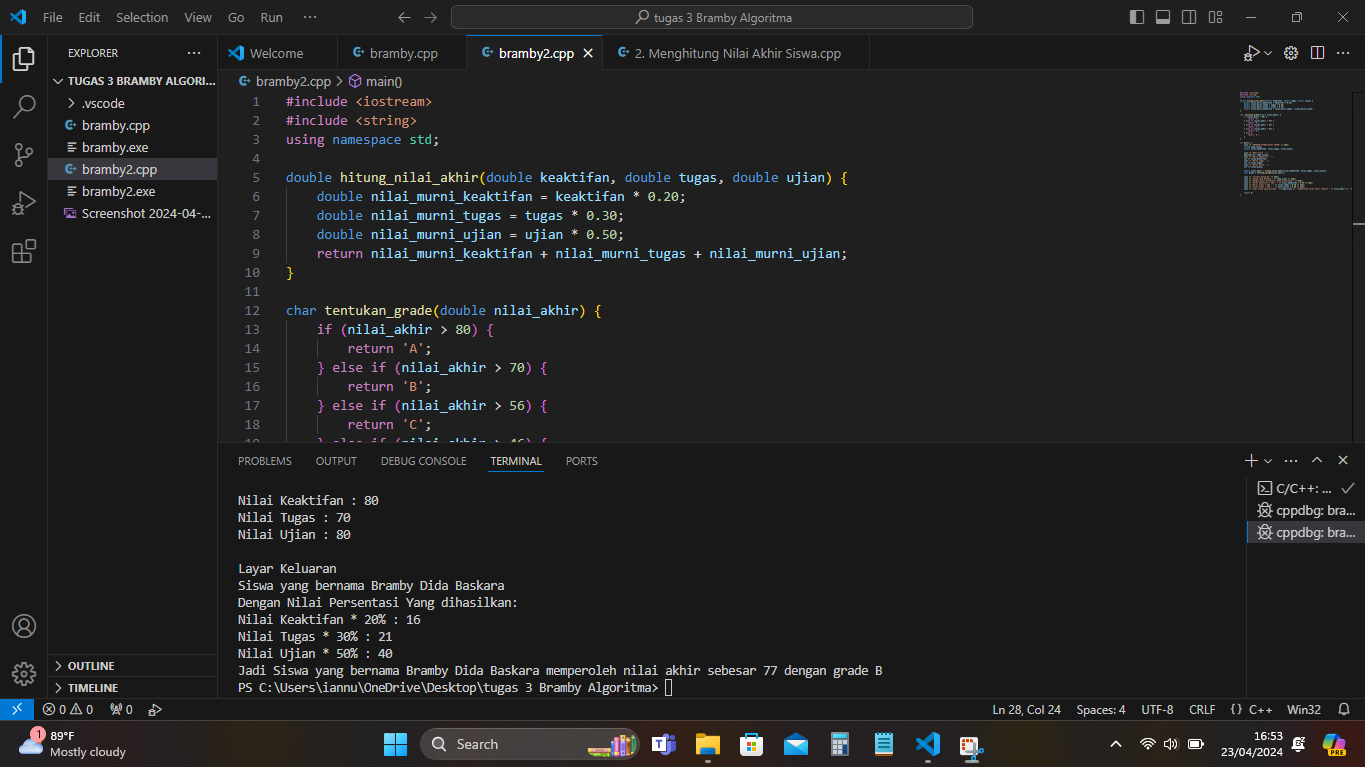 File Edit Selection View Go Run ··· tugas 3 Bramby Algoritma
EXPLORER ···
TUGAS 3 BRAMBY ALGORI...
.vscode
bramby.cpp
bramby.exe
bramby2.cpp
bramby2.exe
Screenshot 2024-04-...
OUTLINE
TIMELINE
Welcome bramby.cpp bramby2.cpp 2. Menghitung Nilai Akhir Siswa.cpp
bramby2.cpp > main()
1 #include <iostream>
2 #include <string>
3 using namespace std;
4
5 double hitung_nilai_akhir(double keaktifan, double tugas, double ujian) {
6 double nilai_murni_keaktifan = keaktifan * 0.20;
7 double nilai_murni_tugas = tugas * 0.30;
8 double nilai_murni_ujian = ujian * 0.50;
9 return nilai_murni_keaktifan + nilai_murni_tugas + nilai_murni_ujian;
10 }
11
12 char tentukan_grade(double nilai_akhir) {
13 if (nilai_akhir > 80) {
14 return 'A';
15 } else if (nilai_akhir > 70) {
16 return 'B';
17 } else if (nilai_akhir > 56) {
18 return 'C';
19 } else if (nilai_akhir > 46) {
PROBLEMS OUTPUT DEBUG CONSOLE TERMINAL PORTS
Nilai Keaktifan : 80
Nilai Tugas : 70
Nilai Ujian : 80
Layar Keluaran
Siswa yang bernama Bramby Dida Baskara
Dengan Nilai Persentasi Yang dihasilkan:
Nilai Keaktifan * 20% : 16
Nilai Tugas * 30% : 21
Nilai Ujian * 50% : 40
Jadi Siswa yang bernama Bramby Dida Baskara memperoleh nilai akhir sebesar 77 dengan grade B
PS C:\Users\iannu\OneDrive\Desktop\tugas 3 Bramby Algoritma>
C/C++: ...
cppdbg: bra...
cppdbg: bra...
0 0 0 Ln 28, Col 24 Spaces: 4 UTF-8 CRLF {} C++ Win32
1 89°F
Mostly cloudy
Search
PRE
16:53
23/04/2024